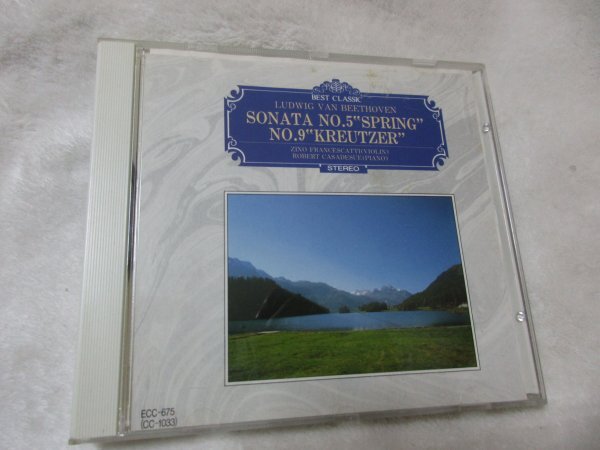 BEST CLASSIC
LUDWIG VAN BEETHOVEN
SONATA NO.5"SPRING"
NO.9"KREUTZER"
ZINO FRANCESCATTI(VIOLIN)
ROBERT CASADESUS(PIANO)
STEREO
ECC-675
(CC-1033)